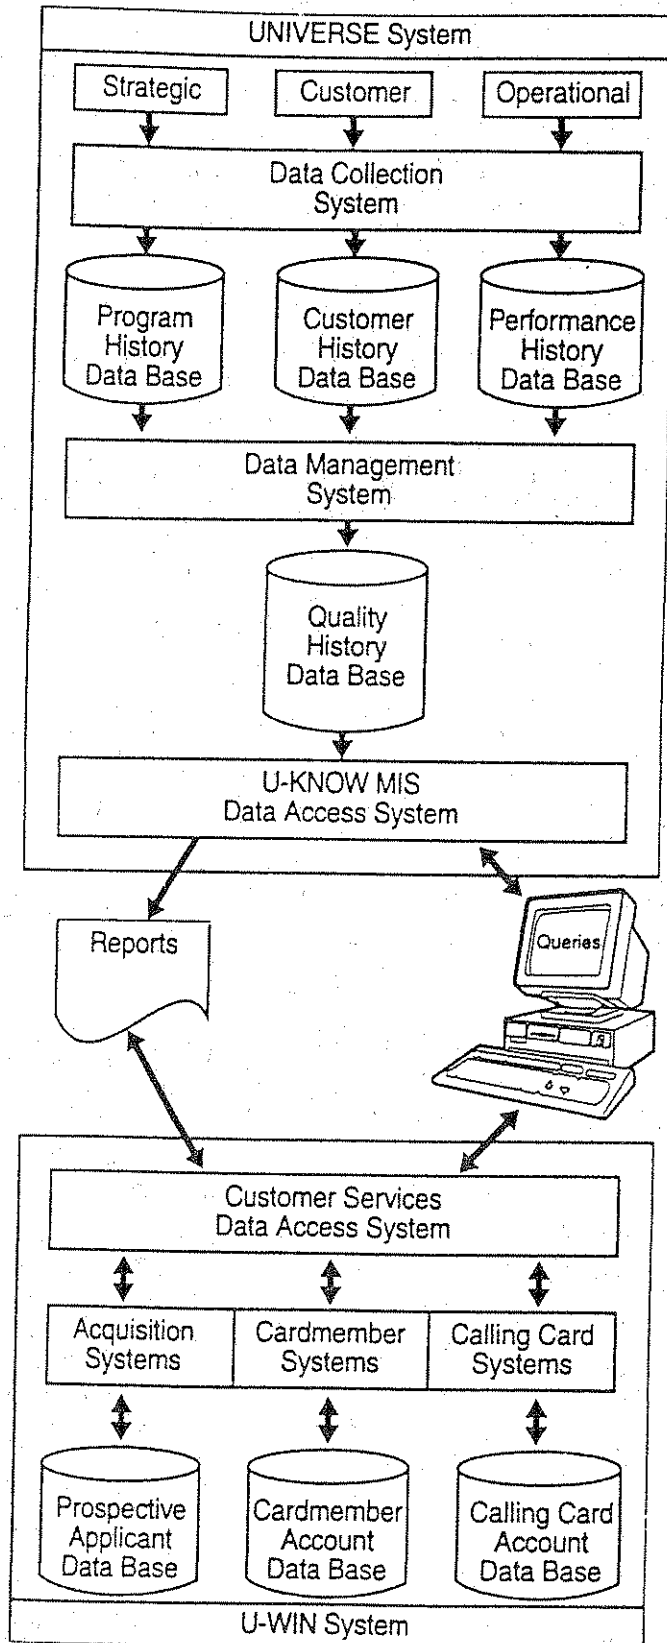 UNIVERSE System
Strategic
Customer
Operational
Data Collection
System
Program
History
Data Base
Customer
History
Data Base
Performance
History
Data Base
Data Management
System
Quality
History
Data Base
U-KNOW MIS
Data Access System
Reports
Queries
Customer Services
Data Access System
Acquisition
Systems
Cardmember
Systems
Calling Card
Systems
Prospective
Applicant
Data Base
Cardmember
Account
Data Base
Calling Card
Account
Data Base
U-WIN System